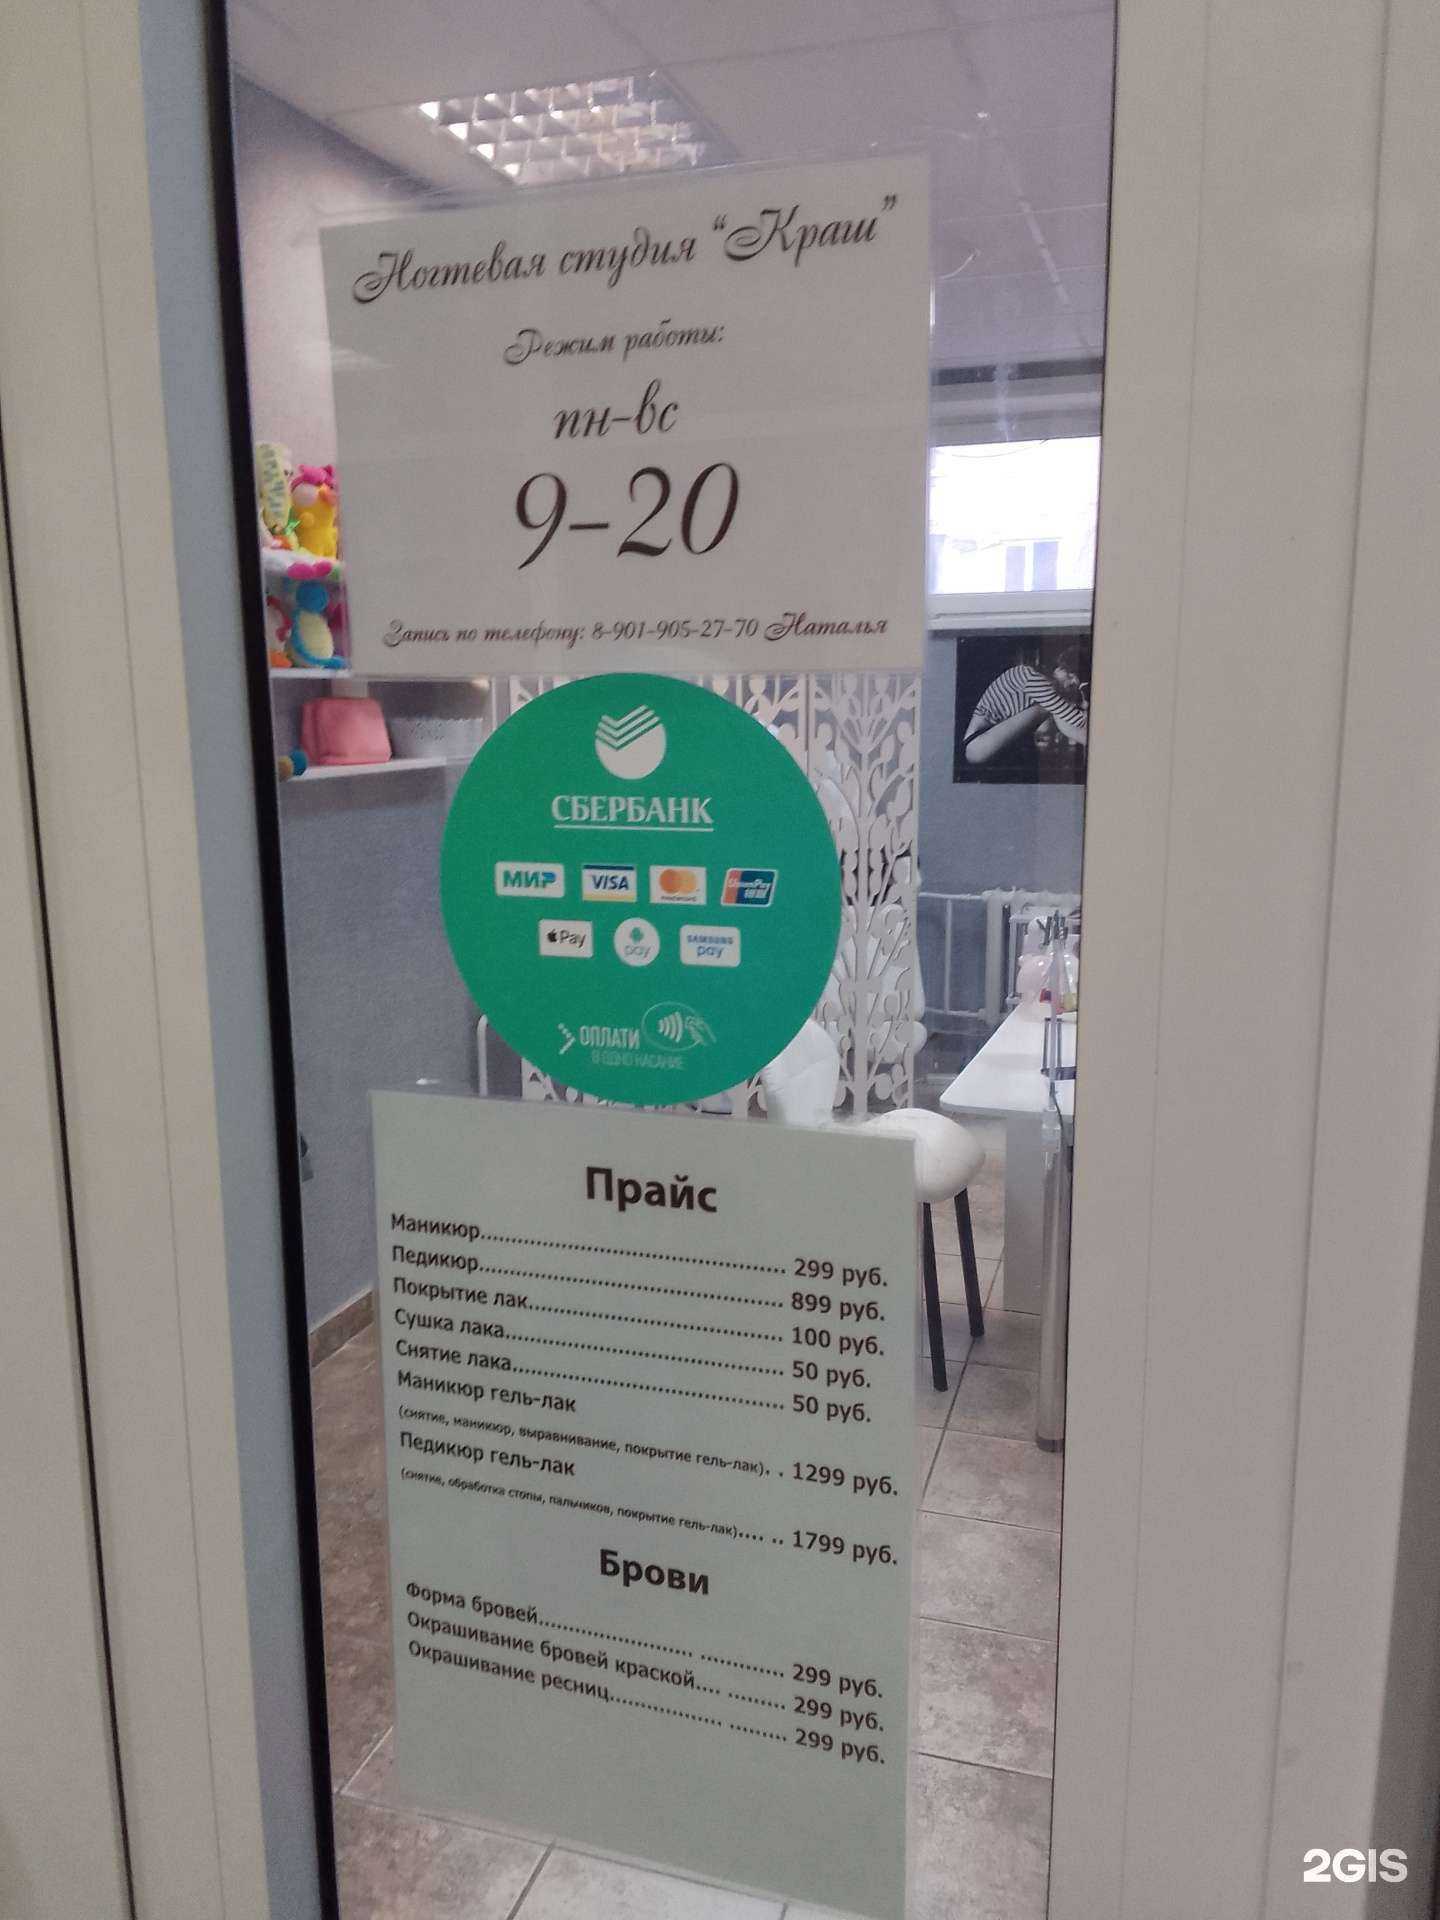 Ногтевая студия “Краш”
Режим работы:
пн-вс
9-20
Запись по телефону: 8-901-905-27-70 Наталья
СБЕРБАНК
МИР VISA mastercard UnionPay 银联
Pay pay SAMSUNG pay
ОПЛАТИ
В ОДНО КАСАНИЕ
Прайс
Маникюр................................................ 299 руб.
Педикюр................................................ 899 руб.
Покрытие лак........................................ 100 руб.
Сушка лака............................................ 50 руб.
Снятие лака........................................... 50 руб.
Маникюр гель-лак
(снятие, маникюр, выравнивание, покрытие гель-лак). . 1299 руб.
Педикюр гель-лак
(снятие, обработка стопы, пальчиков, покрытие гель-лак).... .. 1799 руб.
Брови
Форма бровей........................ ............. 299 руб.
Окрашивание бровей краской.... ......... 299 руб.
Окрашивание ресниц.................. ......... 299 руб.
2GIS